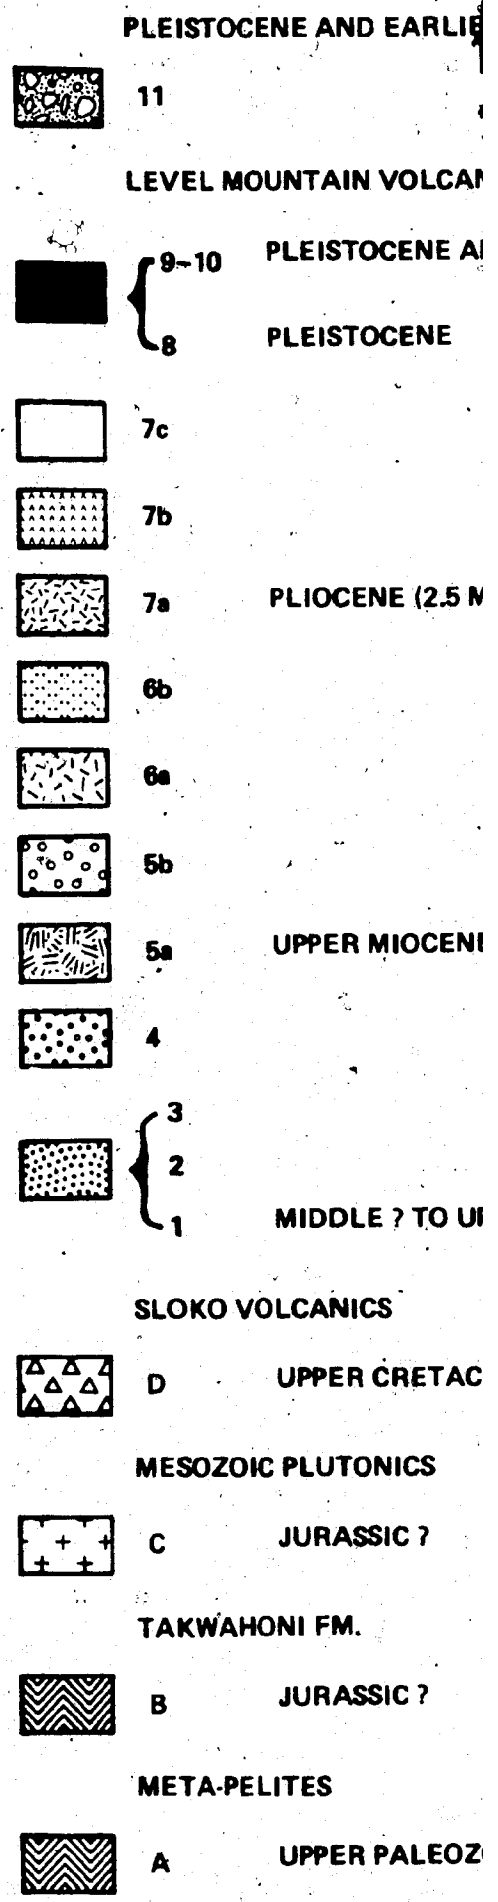 PLEISTOCENE AND EARLIE
11
LEVEL MOUNTAIN VOLCAN
9-10 PLEISTOCENE A
8 PLEISTOCENE
7c
7b
7a PLIOCENE (2.5 M
6b
6a
5b
5a UPPER MIOCENE
4
3
2
1 MIDDLE ? TO U
SLOKO VOLCANICS
D UPPER CRETAC
MESOZOIC PLUTONICS
C JURASSIC ?
TAKWAHONI FM.
B JURASSIC ?
META-PELITES
A UPPER PALEOZ